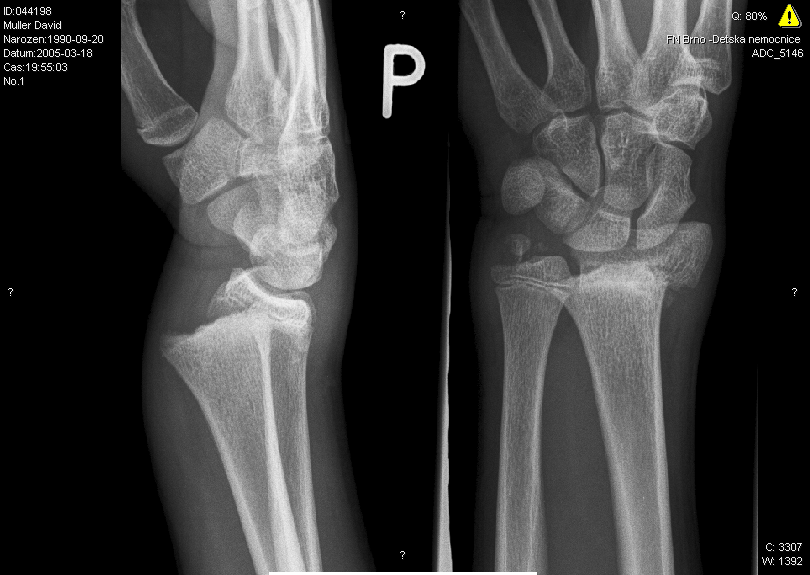 ID:044198
Muller David
Narozen:1990-09-20
Datum:2005-03-18
Cas:19:55:03
No.1
?
Q: 80%
FN Brno -Detska nemocnice
ADC_5146
P
?
?
?
C: 3307
W: 1392